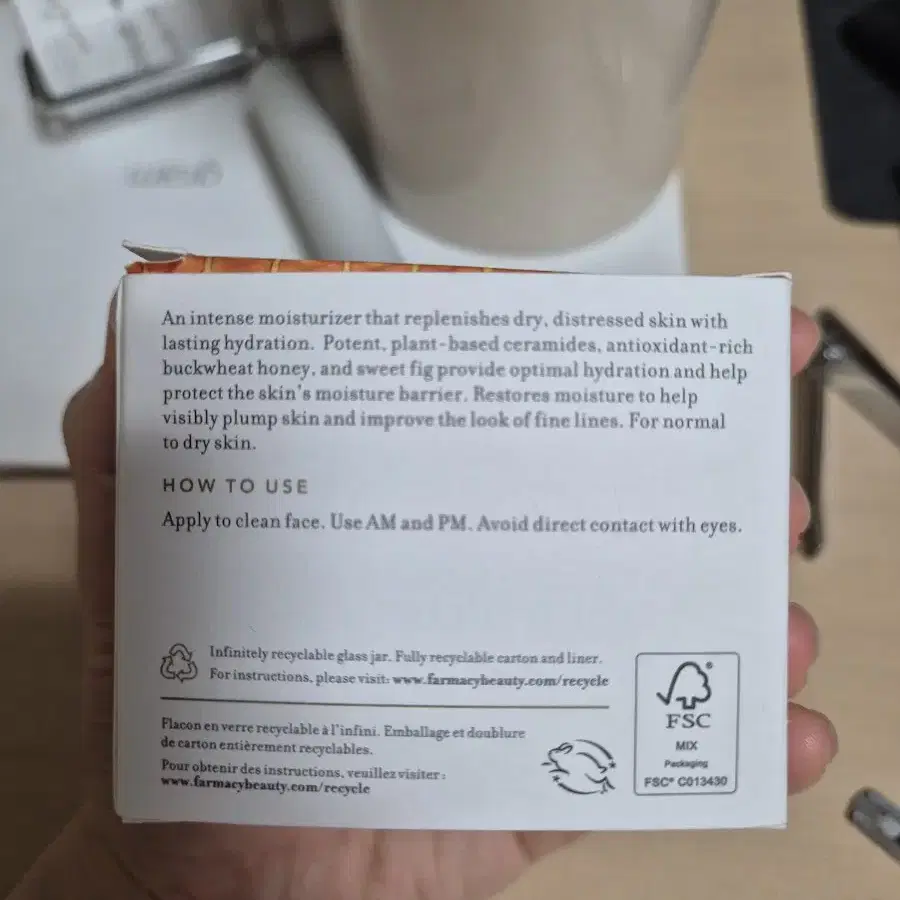 An intense moisturizer that replenishes dry, distressed skin with
lasting hydration. Potent, plant-based ceramides, antioxidant-rich
buckwheat honey, and sweet fig provide optimal hydration and help
protect the skin's moisture barrier. Restores moisture to help
visibly plump skin and improve the look of fine lines. For normal
to dry skin.
HOW TO USE
Apply to clean face. Use AM and PM. Avoid direct contact with eyes.
Infinitely recyclable glass jar. Fully recyclable carton and liner.
For instructions, please visit: www.farmacybeauty.com/recycle
Flacon en verre recyclable à l'infini. Emballage et doublure
de carton entièrement recyclables.
Pour obtenir des instructions, veuillez visiter :
www.farmacybeauty.com/recycle
®
FSC
MIX
Packaging
FSC® C013430